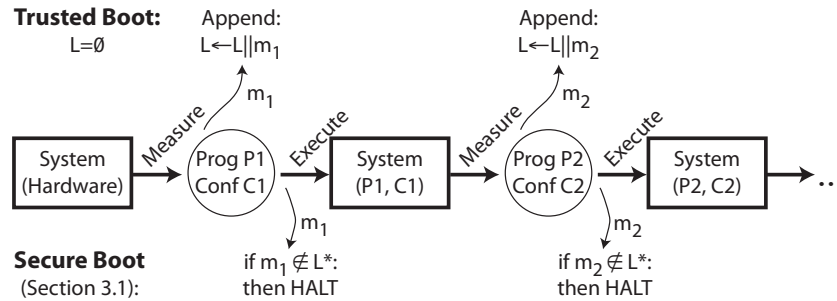 Trusted Boot:
L=∅
Append:
L←L||m1
Append:
L←L||m2
m1
m2
Measure
Execute
Measure
Execute
System
(Hardware)
Prog P1
Conf C1
System
(P1, C1)
Prog P2
Conf C2
System
(P2, C2)
..
m1
m2
Secure Boot
(Section 3.1):
if m1 ∉ L*:
then HALT
if m2 ∉ L*:
then HALT